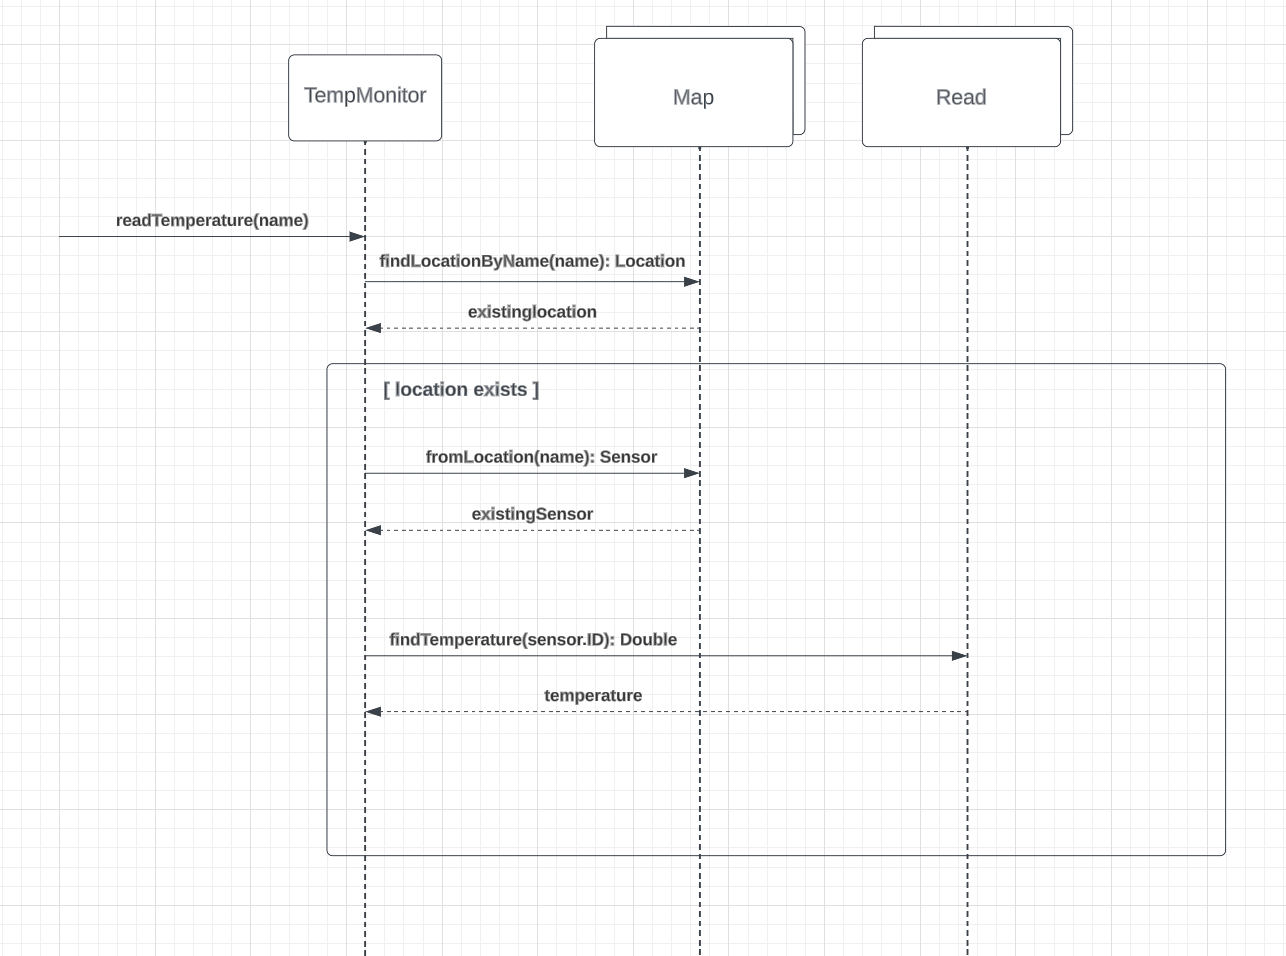 TempMonitor
Map
Read
readTemperature(name)
findLocationByName(name): Location
existinglocation
[ location exists ]
fromLocation(name): Sensor
existingSensor
findTemperature(sensor.ID): Double
temperature